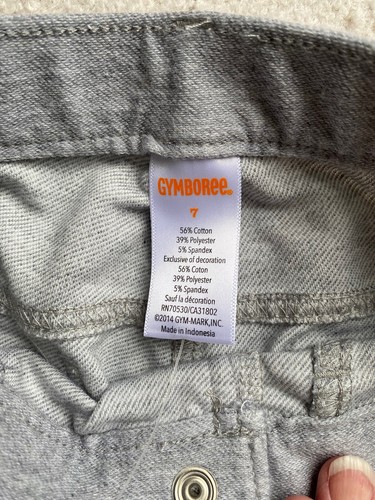 GYMBOREE®
7
56% Cotton
39% Polyester
5% Spandex
Exclusive of decoration
56% Cotton
39% Polyester
5% Spandex
Sauf la décoration
RN70530/CA31802
©2014 GYM-MARK,INC.
Made in Indonesia